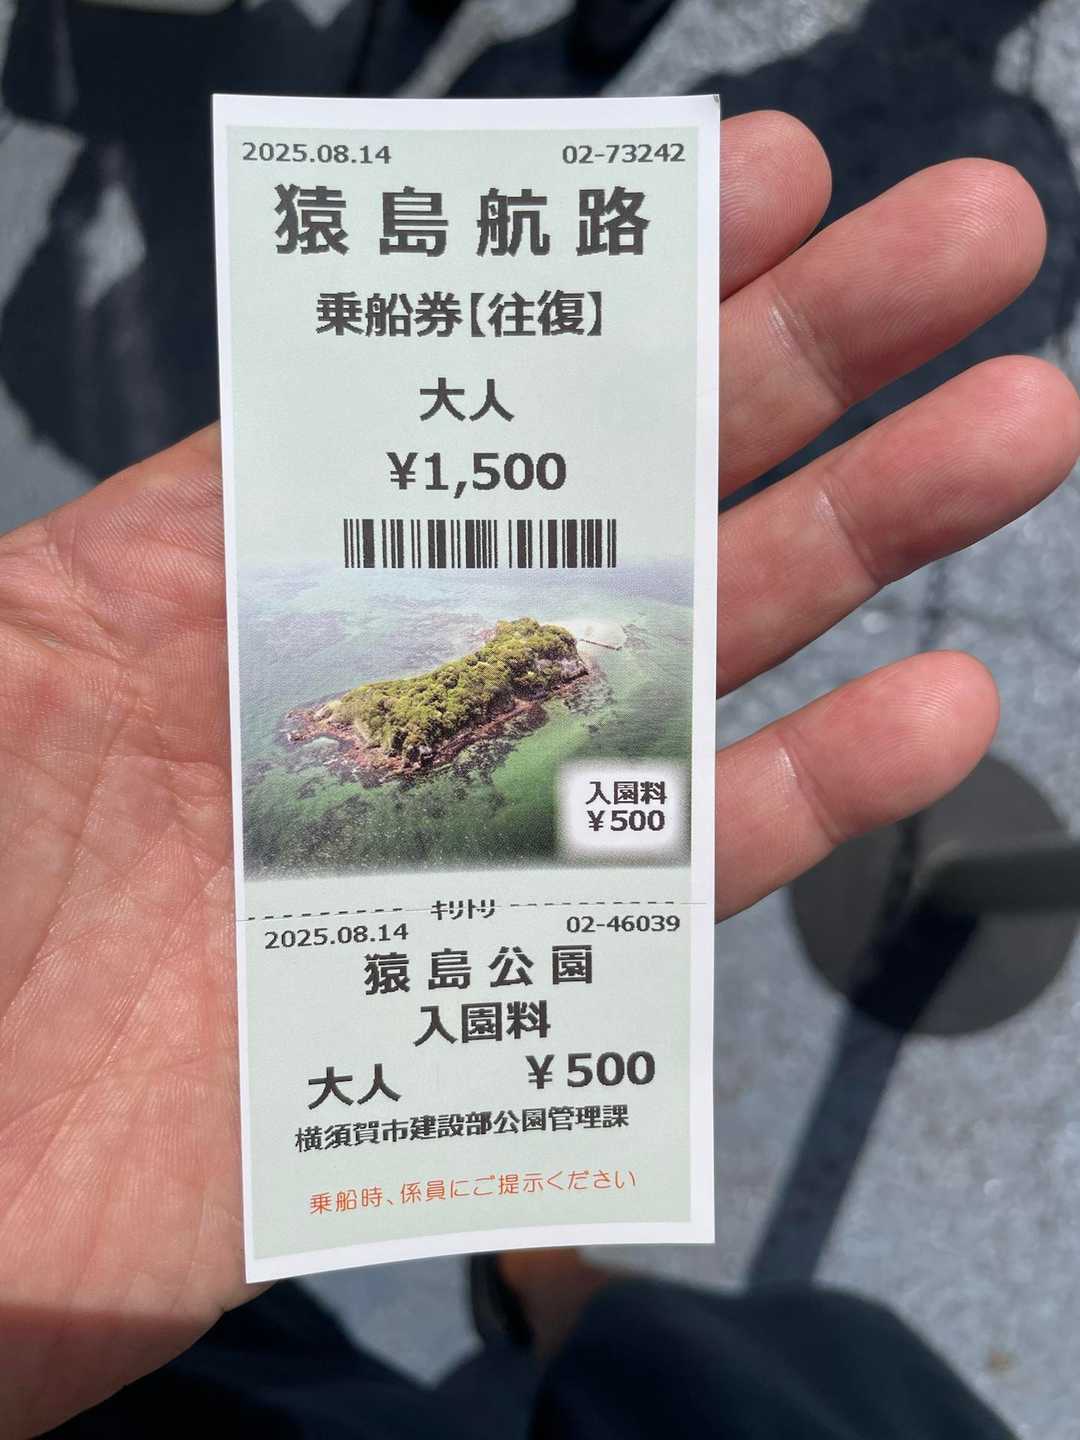 2025.08.14 02-73242
猿島航路
乗船券【往復】
大人
¥1,500
入園料
¥500
キリトリ
2025.08.14 02-46039
猿島公園
入園料
大人 ¥500
横須賀市建設部公園管理課
乗船時、係員にご提示ください